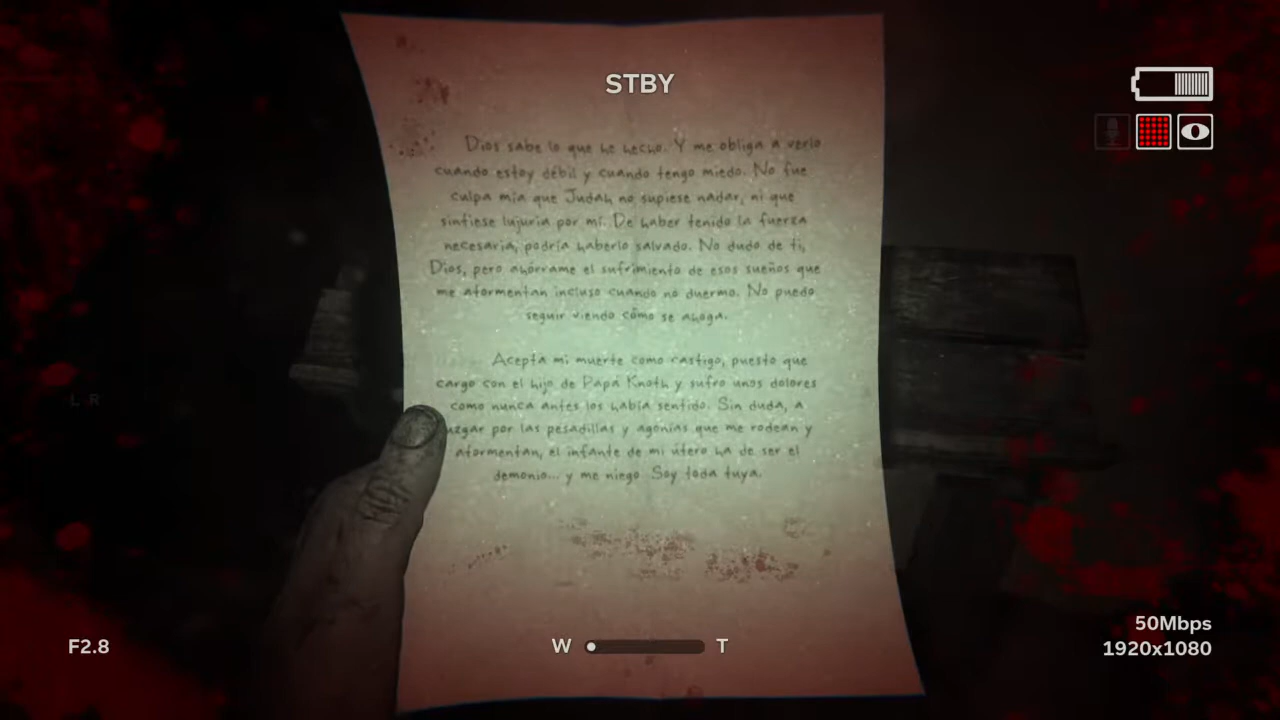 STBY
Dios sabe lo que he hecho. Y me obliga a verlo
cuando estoy débil y cuando tengo miedo. No fue
culpa mía que Judah no supiese nadar, ni que
sintiese lujuria por mí. De haber tenido la fuerza
necesaria, podría haberlo salvado. No dudo de ti,
Dios, pero ahórrame el sufrimiento de esos sueños que
me atormentan incluso cuando no duermo. No puedo
seguir viendo cómo se ahoga.
Acepta mi muerte como castigo, puesto que
cargo con el hijo de Papá Knoth y sufro unos dolores
como nunca antes los había sentido. Sin duda, a
uzgar por las pesadillas y agonías que me rodean y
atormentan, el infante de mi útero ha de ser el
demonio... y me niego. Soy toda tuya.
L R
F2.8
W T
50Mbps
1920x1080